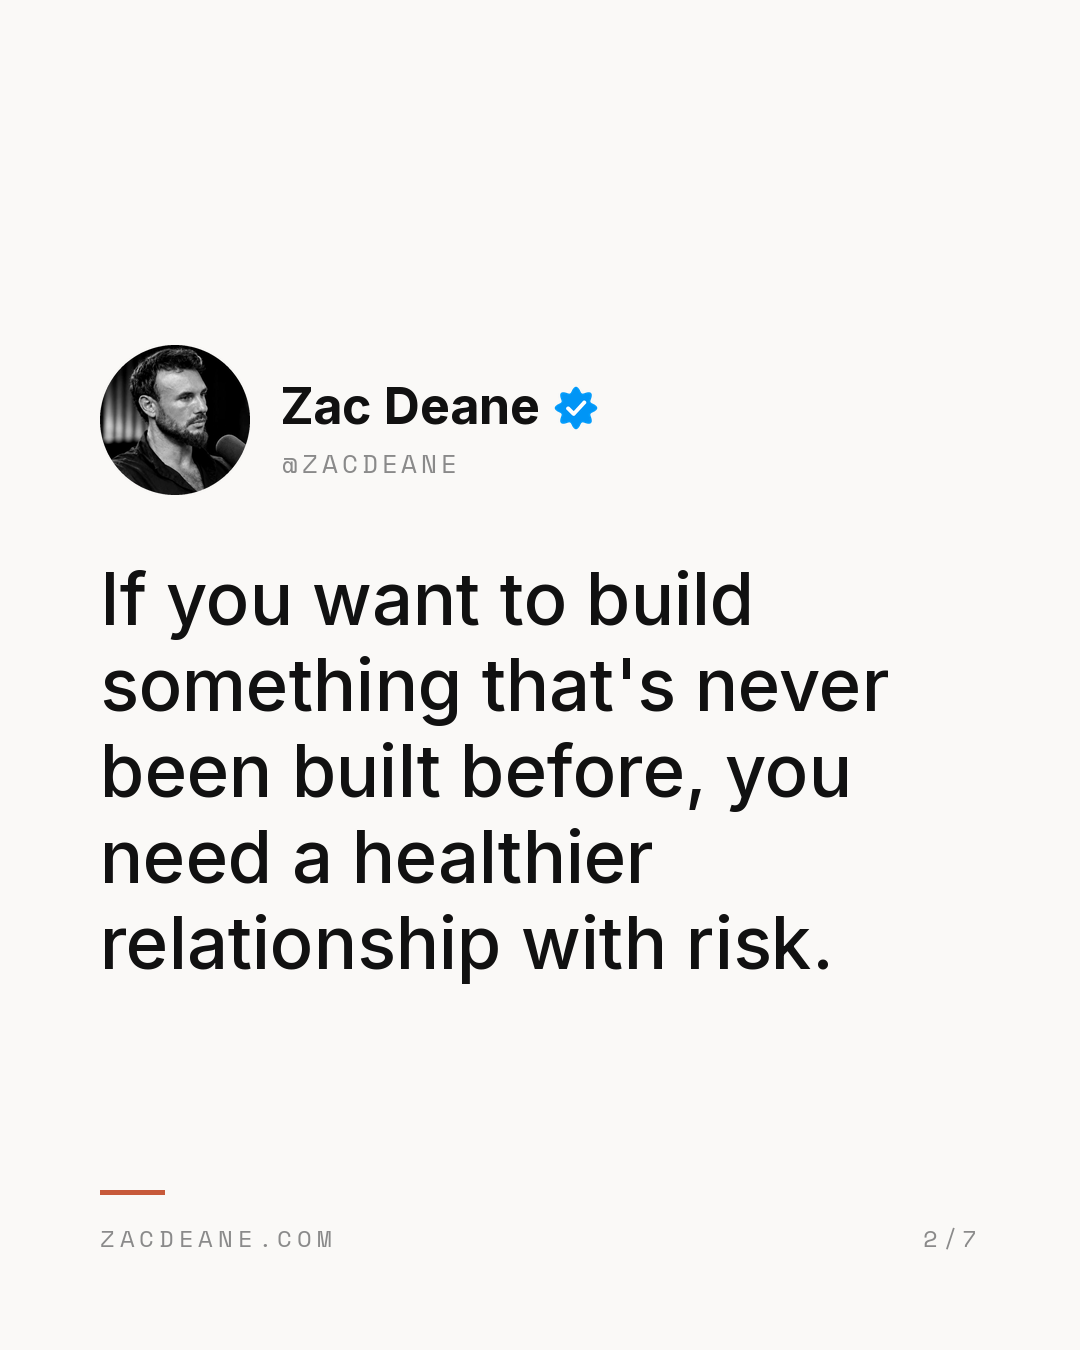 Zac Deane
@ZACDEANE
If you want to build
something that's never
been built before, you
need a healthier
relationship with risk.
ZACDEANE.COM
2/7